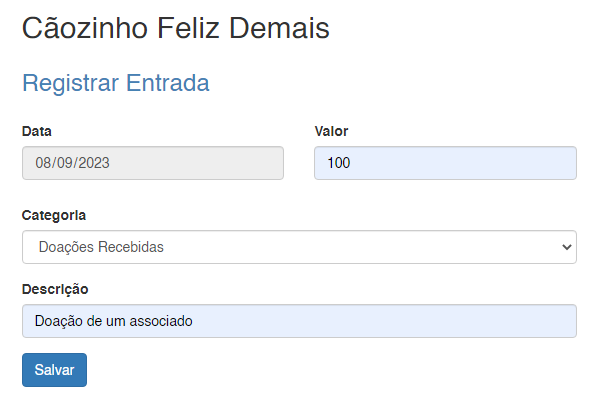 Cãozinho Feliz Demais
Registrar Entrada
Data Valor
08/09/2023 100
Categoria
Doações Recebidas
Descrição
Doação de um associado
Salvar